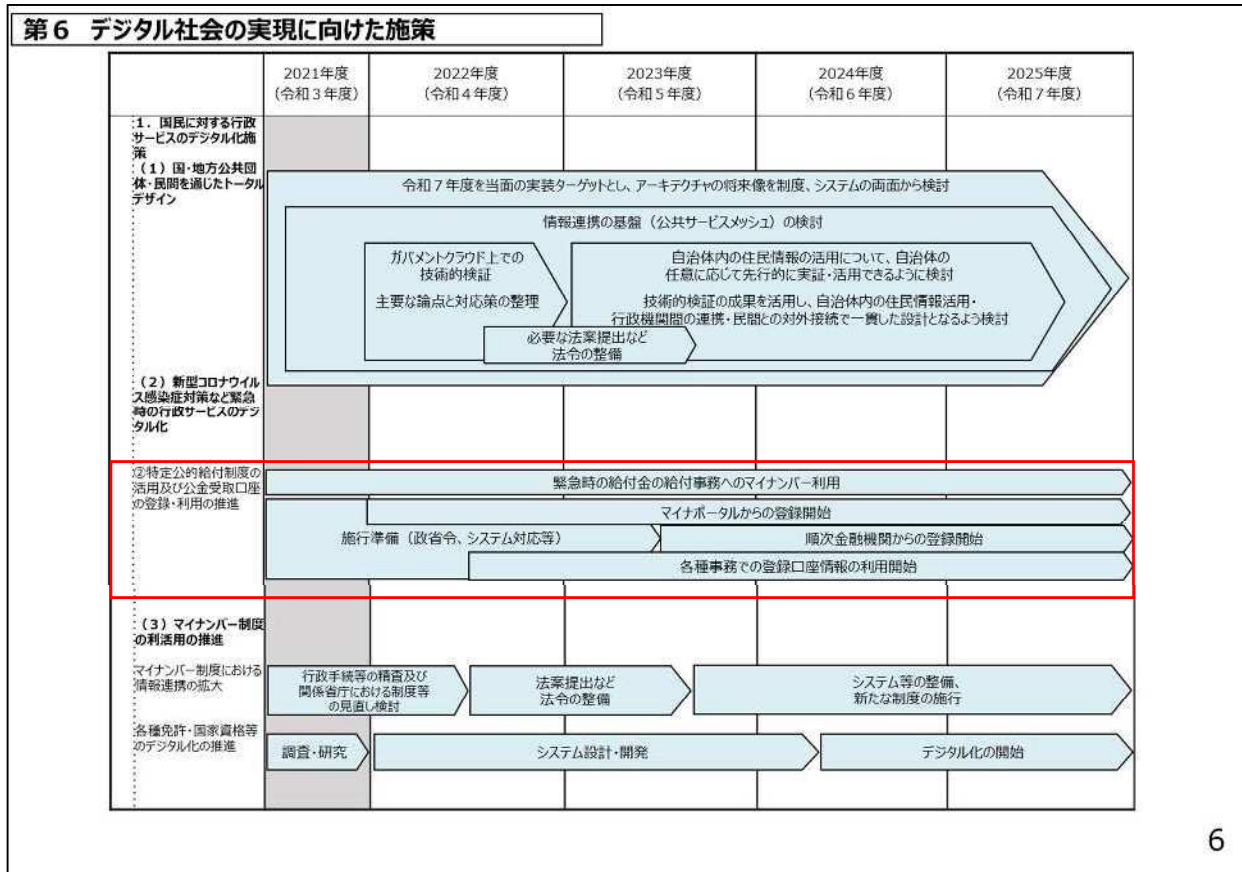 第6 デジタル社会の実現に向けた施策
2021年度
(令和3年度)
2022年度
(令和4年度)
2023年度
(令和5年度)
2024年度
(令和6年度)
2025年度
(令和7年度)
1．国民に対する行政
サービスのデジタル化施
策
（1）国・地方公共団
体・民間を通じたトータル
デザイン
令和7年度を当面の実装ターゲットとし、アーキテクチャの将来像を制度、システムの両面から検討
情報連携の基盤（公共サービスメッシュ）の検討
ガバメントクラウド上での
技術的検証
主要な論点と対応策の整理
自治体内の住民情報の活用について、自治体の
任意に応じて先行的に実証・活用できるように検討
技術的検証の成果を活用し、自治体内の住民情報活用・
行政機関間の連携・民間との対外接続で一貫した設計となるよう検討
必要な法案提出など
法令の整備
（2）新型コロナウイル
ス感染症対策など緊急
時の行政サービスのデジ
タル化
②特定公的給付制度の
活用及び公金受取口座
の登録・利用の推進
緊急時の給付金の給付事務へのマイナンバー利用
マイナポータルからの登録開始
施行準備（政省令、システム対応等）
順次金融機関からの登録開始
各種事務での登録口座情報の利用開始
（3）マイナンバー制度
の利活用の推進
マイナンバー制度における
情報連携の拡大
行政手続等の精査及び
関係省庁における制度等
の見直し検討
法案提出など
法令の整備
システム等の整備、
新たな制度の施行
各種免許・国家資格等
のデジタル化の推進
調査・研究
システム設計・開発
デジタル化の開始
6